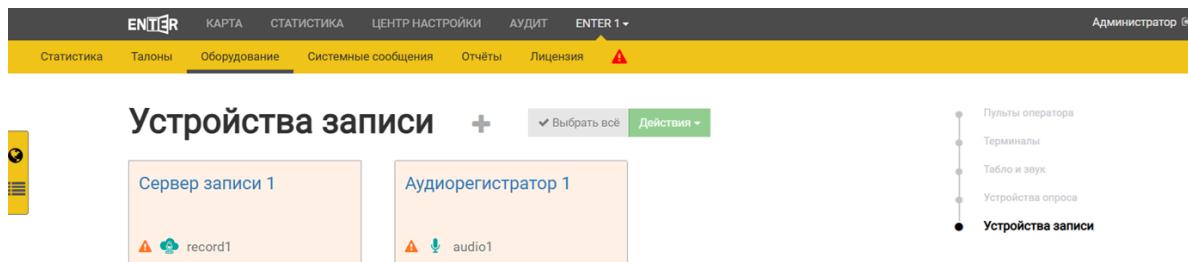 ENTER КАРТА СТАТИСТИКА ЦЕНТР НАСТРОЙКИ АУДИТ ENTER 1 Администратор
Статистика Талоны Оборудование Системные сообщения Отчёты Лицензия
Устройства записи + Выбрать всё Действия
Пульты оператора
Терминалы
Табло и звук
Устройства опроса
Устройства записи
Сервер записи 1 Аудиорегистратор 1
record1 audio1